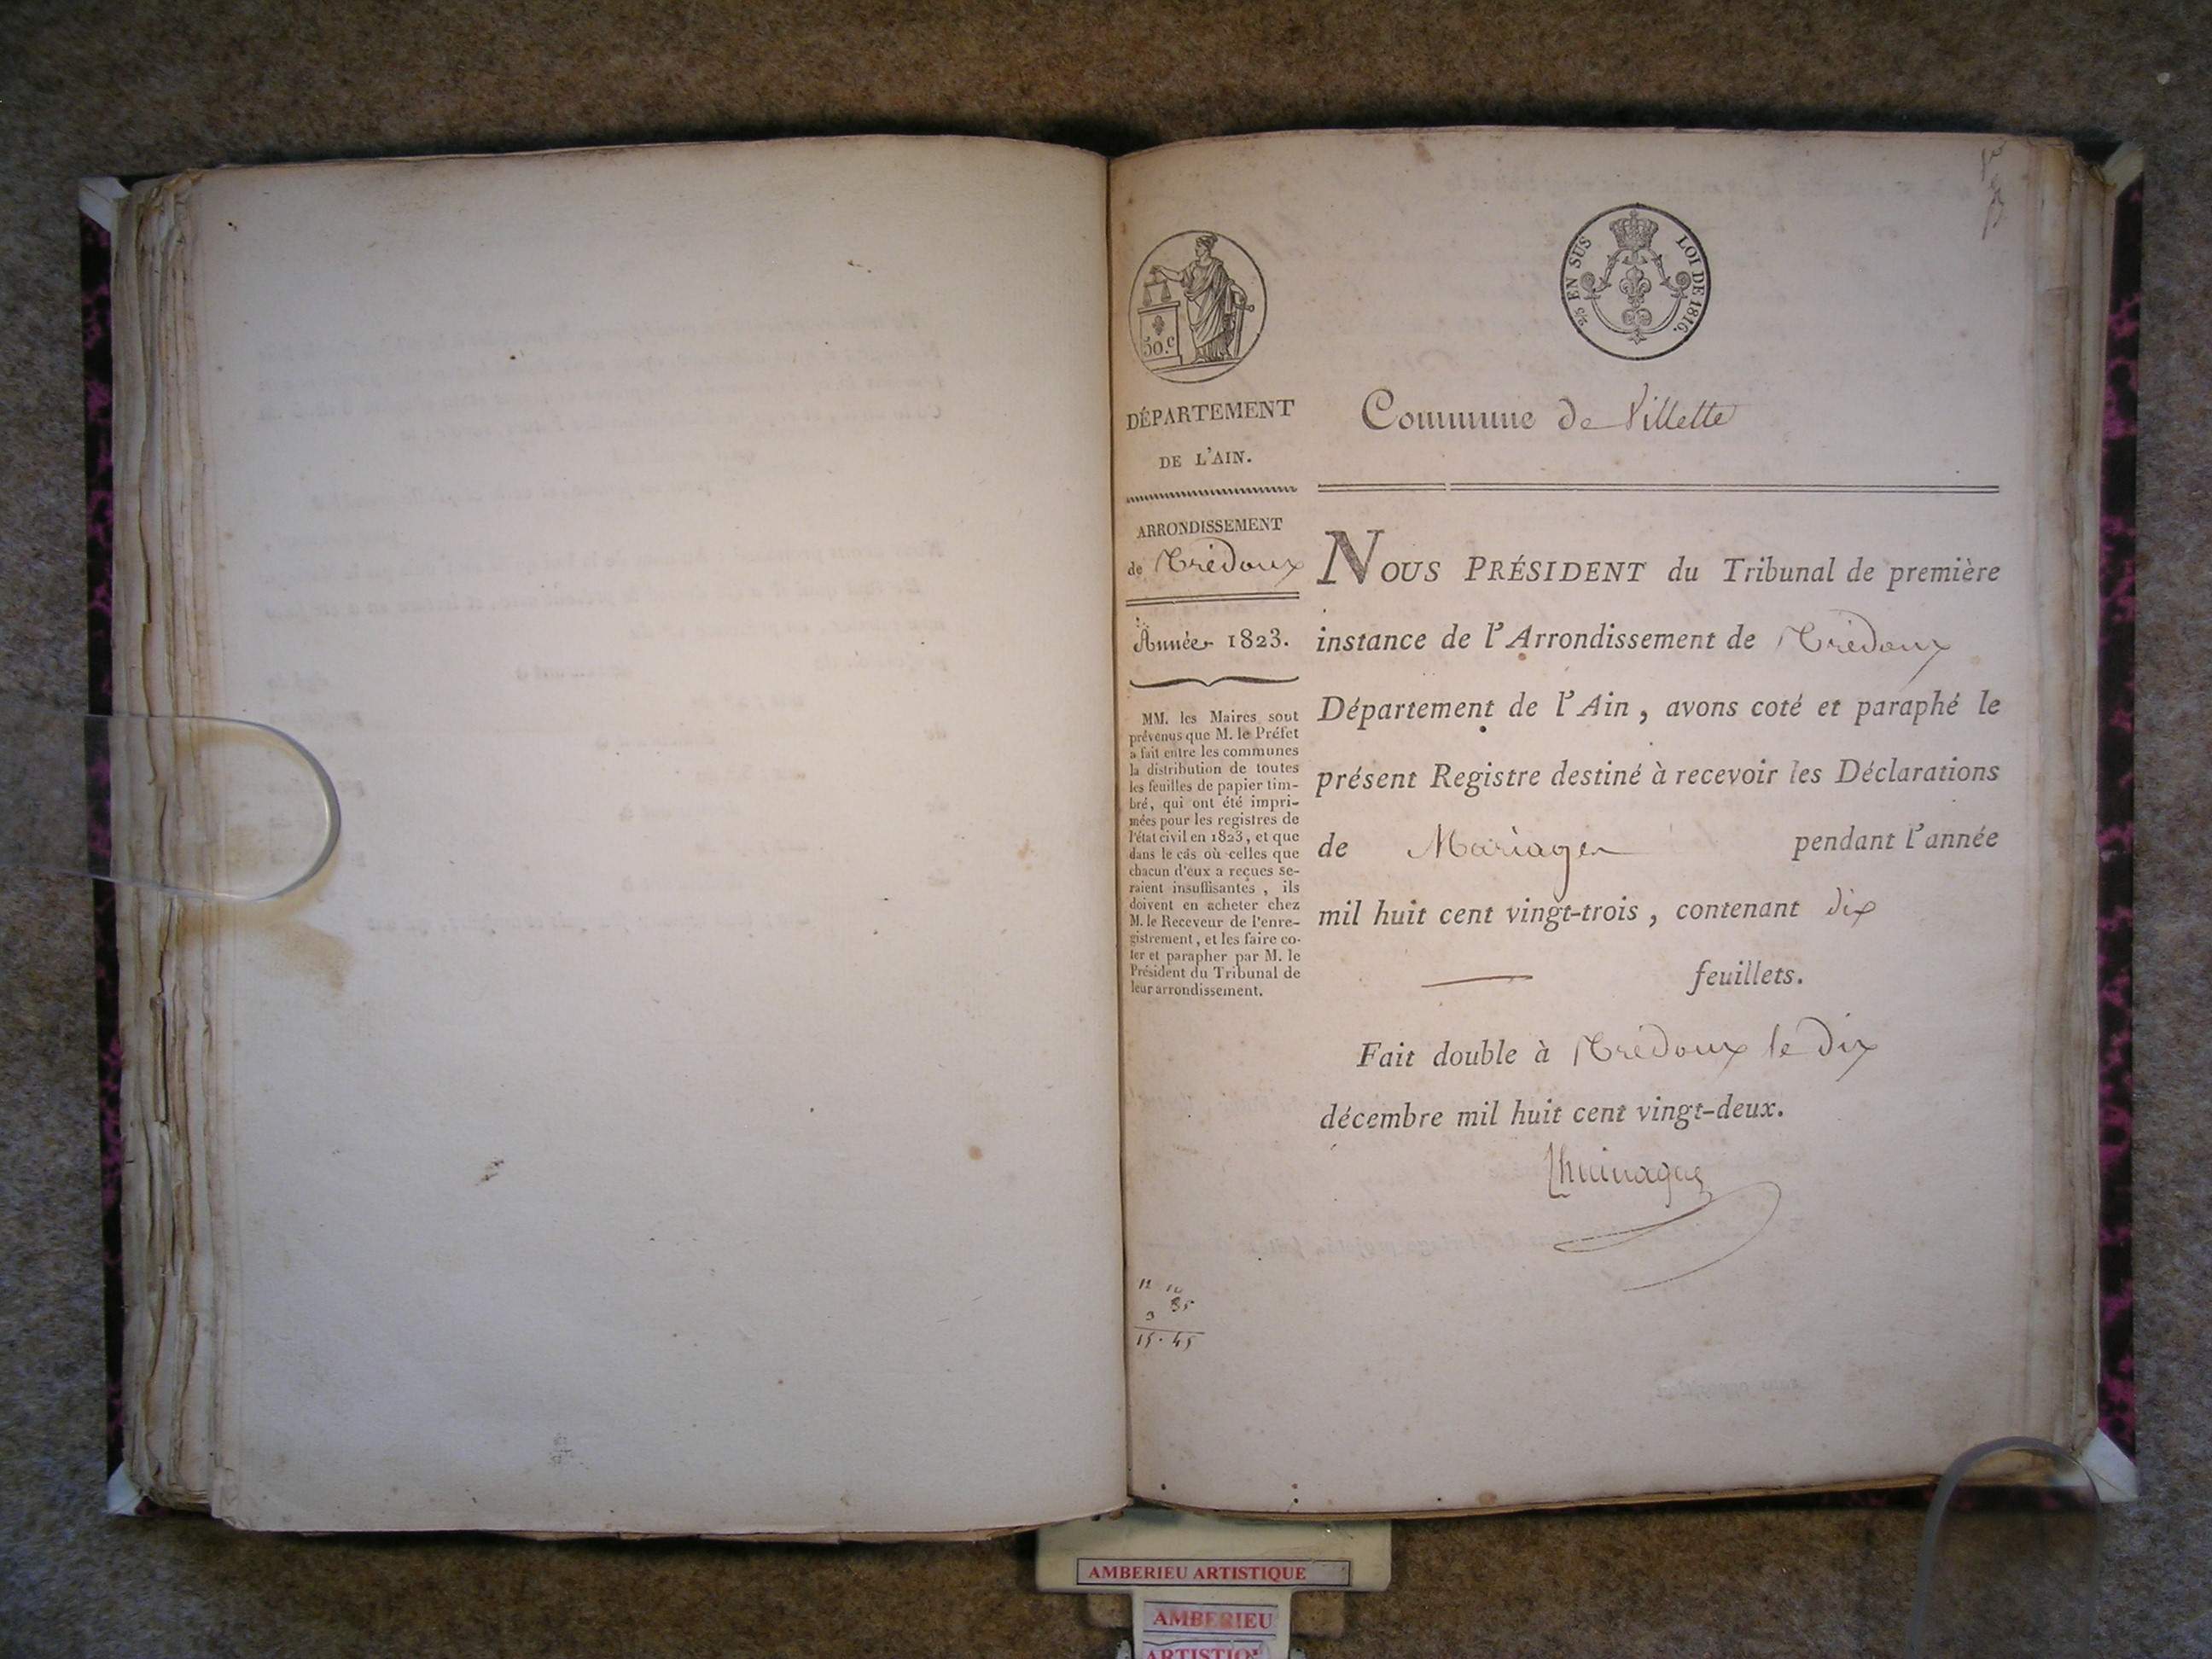 50.c
25 EN SUS LOI DE 1816.
DÉPARTEMENT
DE L'AIN.
ARRONDISSEMENT
de Trévoux
Année 1823.
MM. les Maires sont
prévenus que M. le Préfet
a fait entre les communes
la distribution de toutes
les feuilles de papier tim-
bré, qui ont été impri-
mées pour les registres de
l'état civil en 1823, et que
dans le cas où celles que
chacun d'eux a reçues se-
raient insuffisantes, ils
doivent en acheter chez
M. le Receveur de l'enre-
gistrement, et les faire co-
ter et parapher par M. le
Président du Tribunal de
leur arrondissement.
Commune de Villette
NOUS PRÉSIDENT du Tribunal de première
instance de l'Arrondissement de Trévoux
Département de l'Ain, avons coté et paraphé le
présent Registre destiné à recevoir les Déclarations
de Mariages pendant l'année
mil huit cent vingt-trois, contenant dix
feuillets.
Fait double à Trévoux le dix
décembre mil huit cent vingt-deux.
12 10
3 35
15.45
AMBERIEU ARTISTIQUE
AMBERIEU